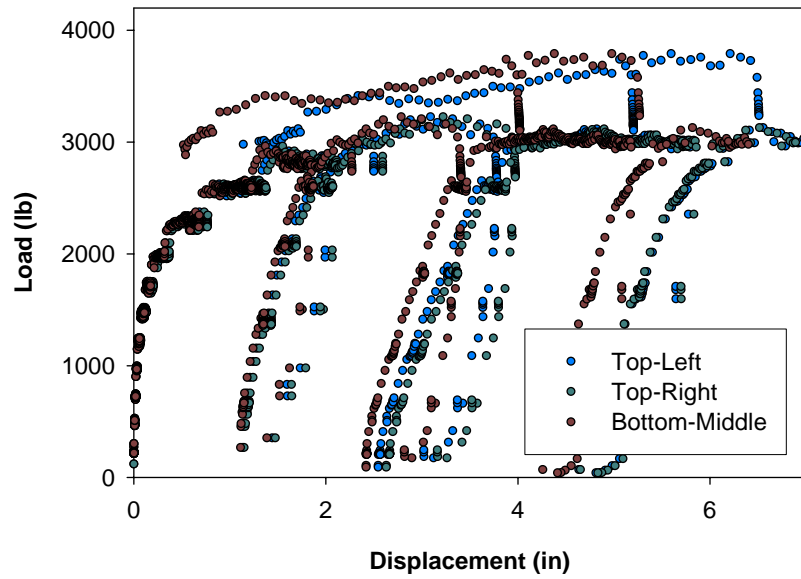 4000
3000
2000
1000
0
Load (lb)
Top-Left
Top-Right
Bottom-Middle
0 2 4 6
Displacement (in)